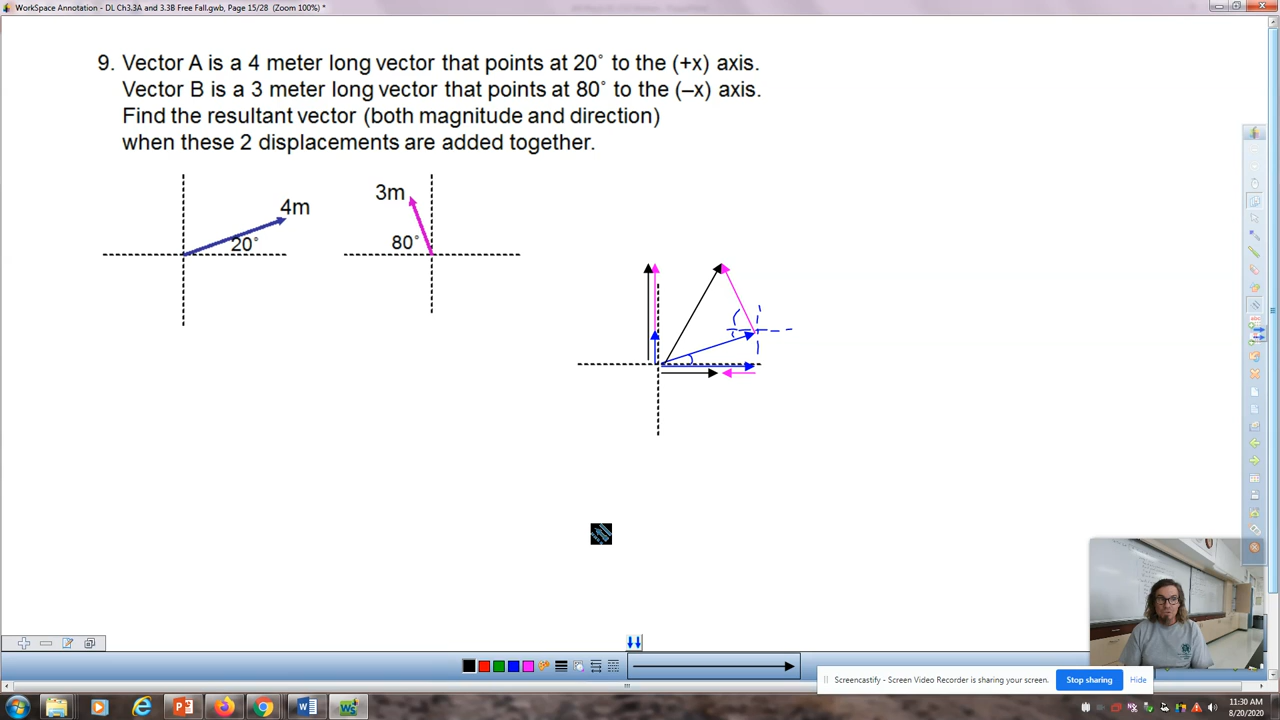 WorkSpace Annotation - DL Ch3.3A and 3.3B Free Fall.gwb, Page 15/28 (Zoom 100%) *
9. Vector A is a 4 meter long vector that points at 20˚ to the (+x) axis.
Vector B is a 3 meter long vector that points at 80˚ to the (–x) axis.
Find the resultant vector (both magnitude and direction)
when these 2 displacements are added together.
4m
20˚
3m
80˚
Screencastify - Screen Video Recorder is sharing your screen.
Stop sharing
Hide
11:30 AM
8/20/2020